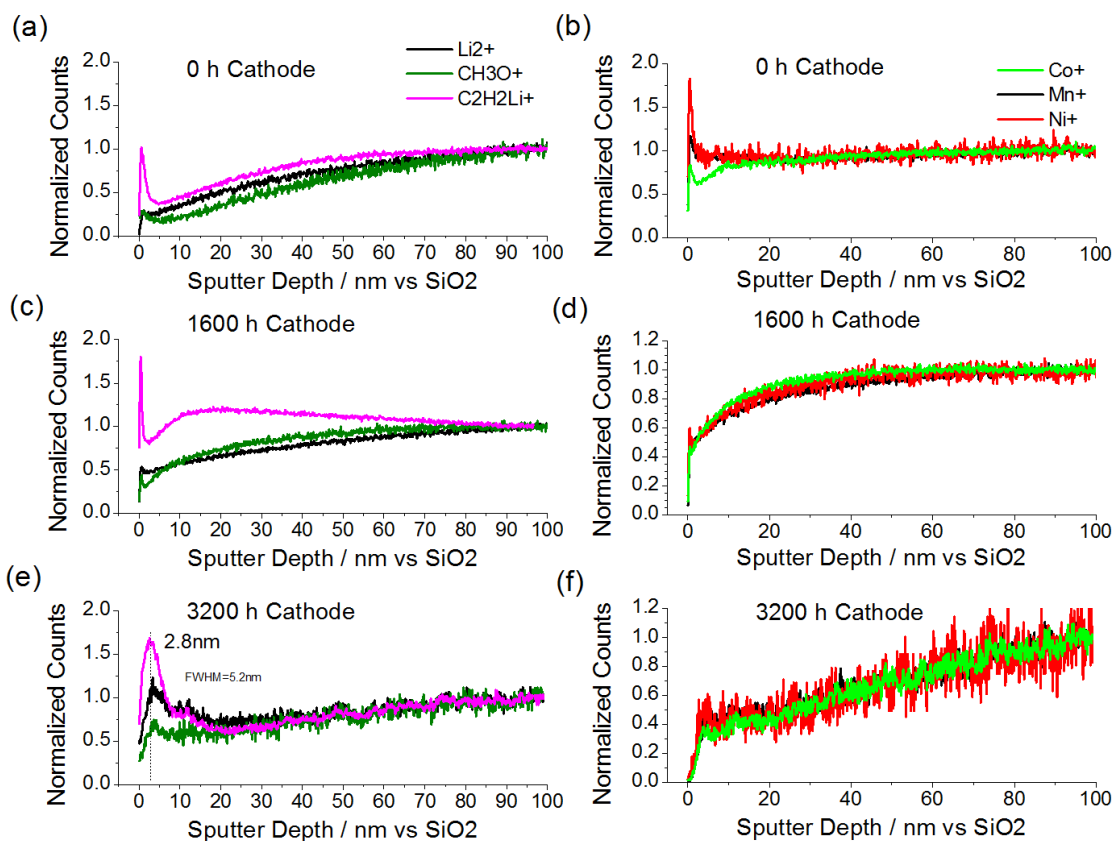 (a)
0 h Cathode
Li2+
CH3O+
C2H2Li+
Normalized Counts
2.0
1.5
1.0
0.5
0.0
0 10 20 30 40 50 60 70 80 90 100
Sputter Depth / nm vs SiO2
(b)
0 h Cathode
Co+
Mn+
Ni+
Normalized Counts
2.0
1.5
1.0
0.5
0.0
0 20 40 60 80 100
Sputter Depth / nm vs SiO2
(c)
1600 h Cathode
Normalized Counts
2.0
1.5
1.0
0.5
0.0
0 10 20 30 40 50 60 70 80 90 100
Sputter Depth / nm vs SiO2
(d)
1600 h Cathode
Normalized Counts
1.2
1.0
0.8
0.6
0.4
0.2
0.0
0 20 40 60 80 100
Sputter Depth / nm vs SiO2
(e)
3200 h Cathode
2.8nm
FWHM=5.2nm
Normalized Counts
2.0
1.5
1.0
0.5
0.0
0 10 20 30 40 50 60 70 80 90 100
Sputter Depth / nm vs SiO2
(f)
3200 h Cathode
Normalized Counts
1.2
1.0
0.8
0.6
0.4
0.2
0.0
0 20 40 60 80 100
Sputter Depth / nm vs SiO2